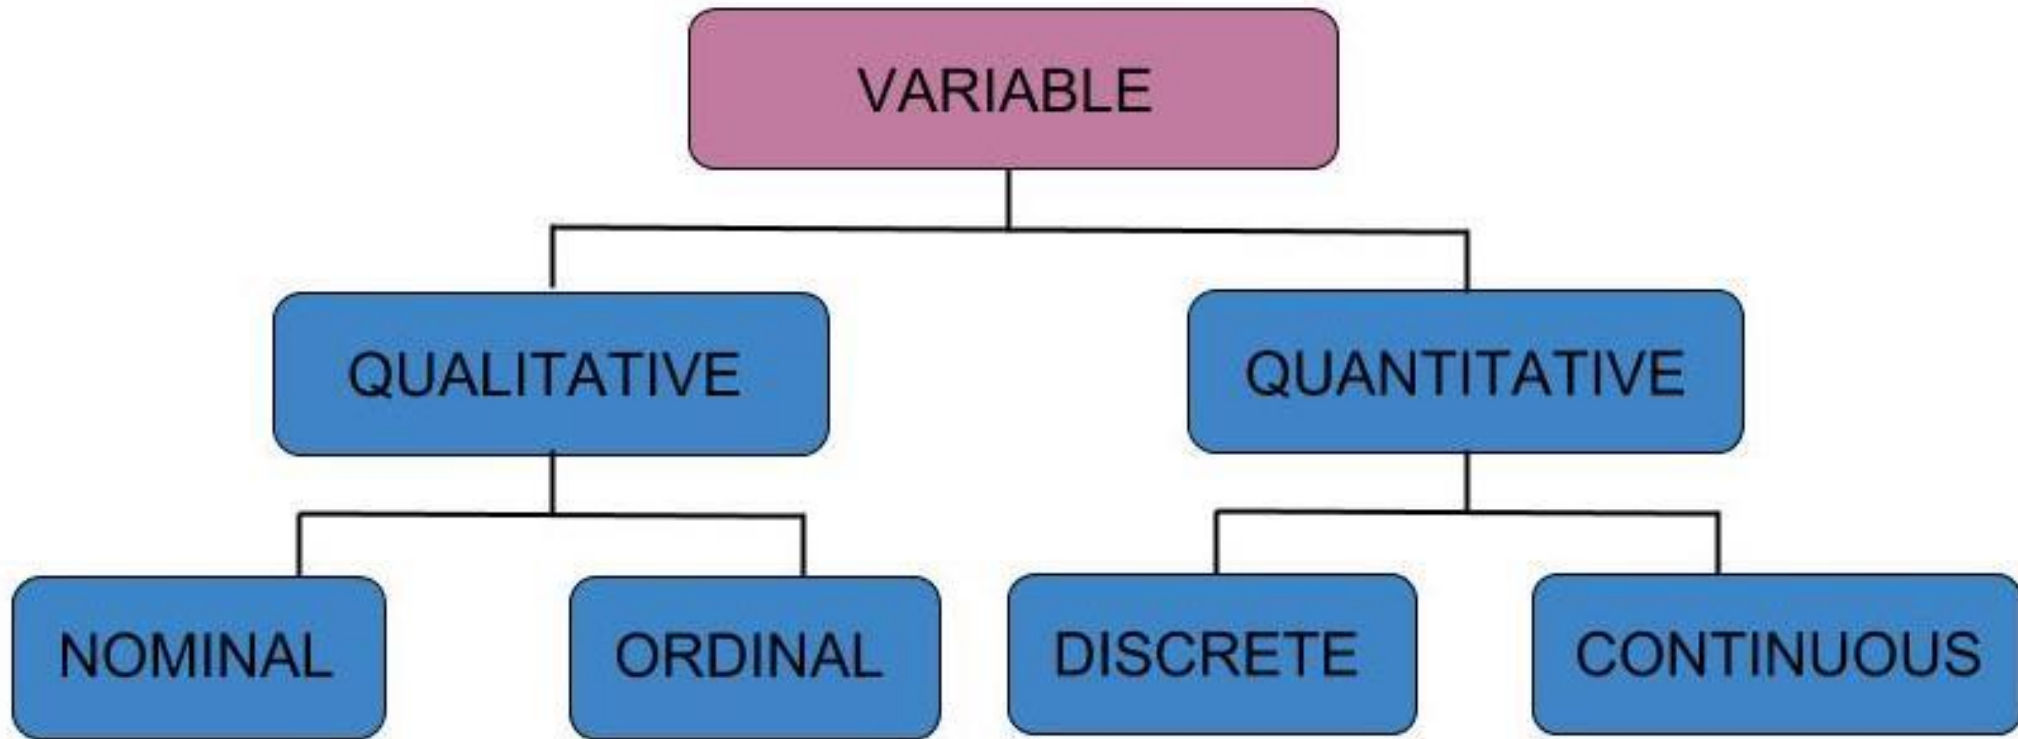 VARIABLE
QUALITATIVE
QUANTITATIVE
NOMINAL
ORDINAL
DISCRETE
CONTINUOUS